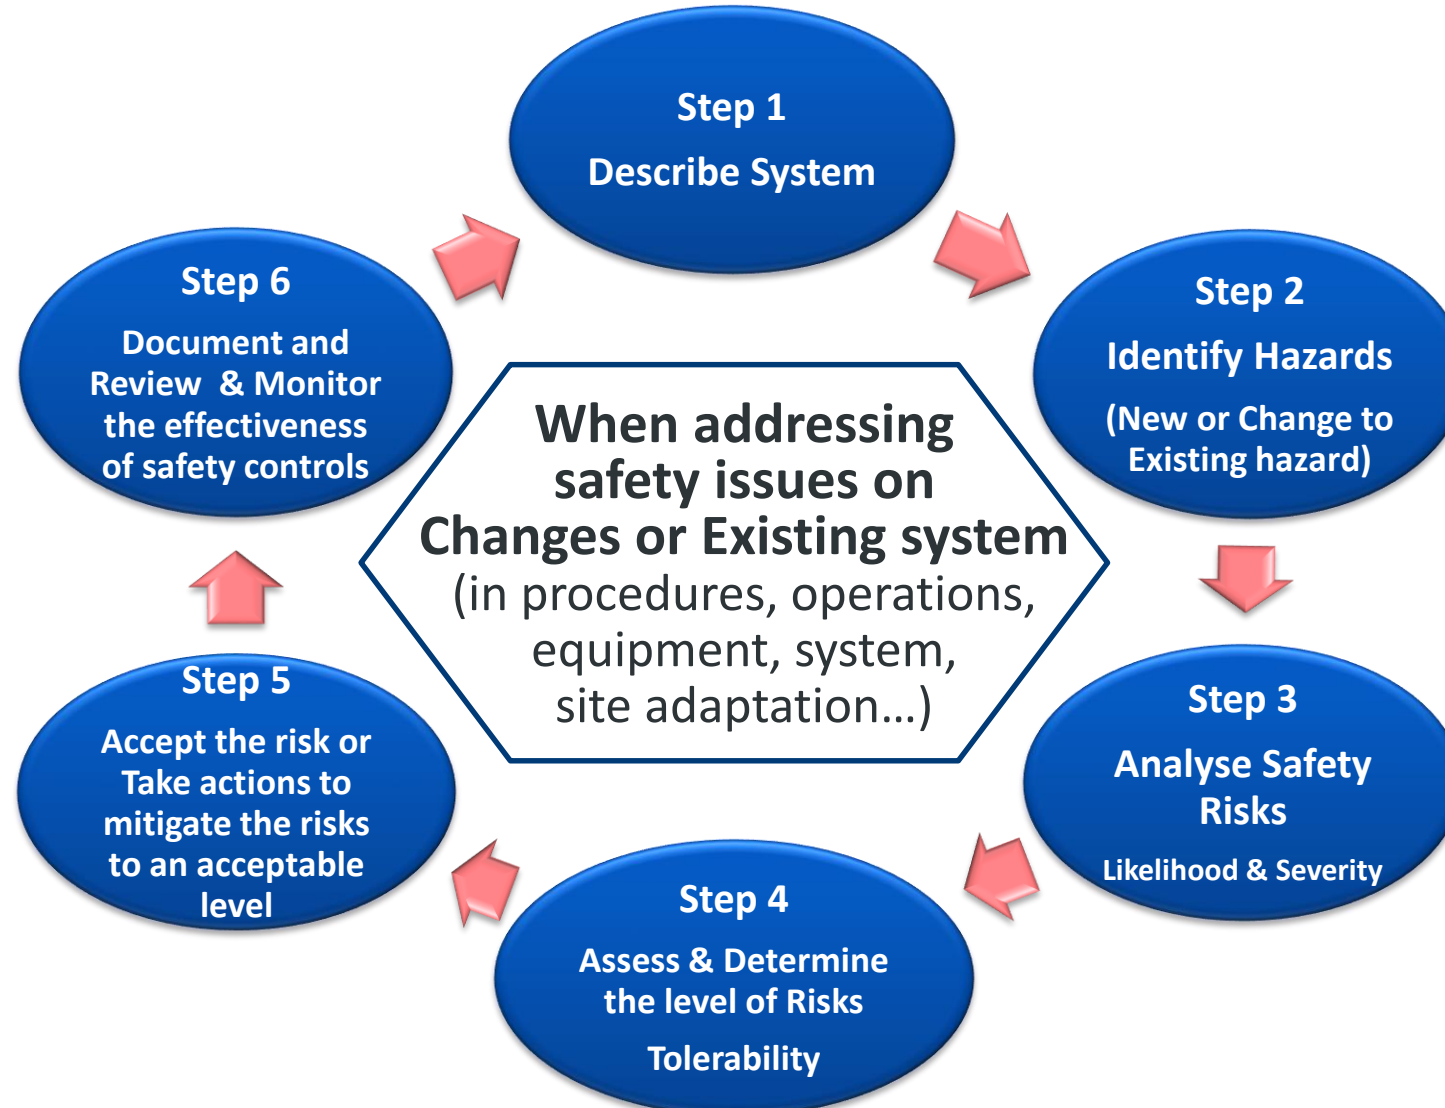 Step 1
Describe System
Step 2
Identify Hazards
(New or Change to
Existing hazard)
Step 3
Analyse Safety
Risks
Likelihood & Severity
Step 4
Assess & Determine
the level of Risks
Tolerability
Step 5
Accept the risk or
Take actions to
mitigate the risks
to an acceptable
level
Step 6
Document and
Review & Monitor
the effectiveness
of safety controls
When addressing
safety issues on
Changes or Existing system
(in procedures, operations,
equipment, system,
site adaptation...)